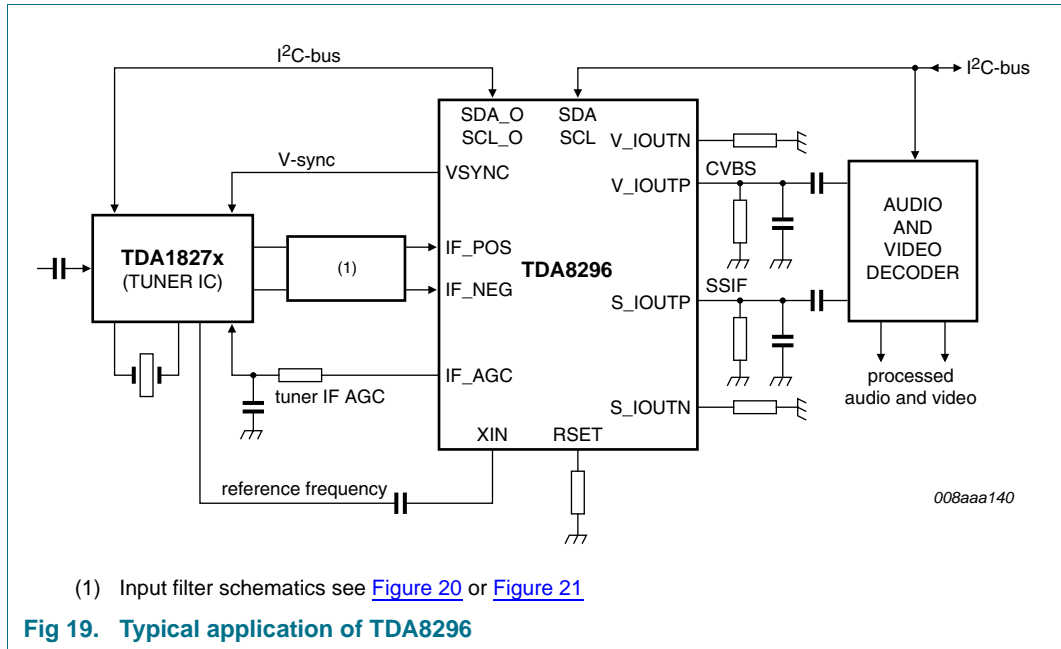 I²C-bus
I²C-bus
SDA_O
SCL_O
SDA
SCL
V_IOUTN
V-sync
VSYNC
CVBS
V_IOUTP
AUDIO
AND
VIDEO
DECODER
TDA1827x
(TUNER IC)
(1)
IF_POS
IF_NEG
TDA8296
SSIF
S_IOUTP
IF_AGC
tuner IF AGC
processed
audio and video
S_IOUTN
XIN
RSET
reference frequency
008aaa140
(1) Input filter schematics see Figure 20 or Figure 21
Fig 19. Typical application of TDA8296